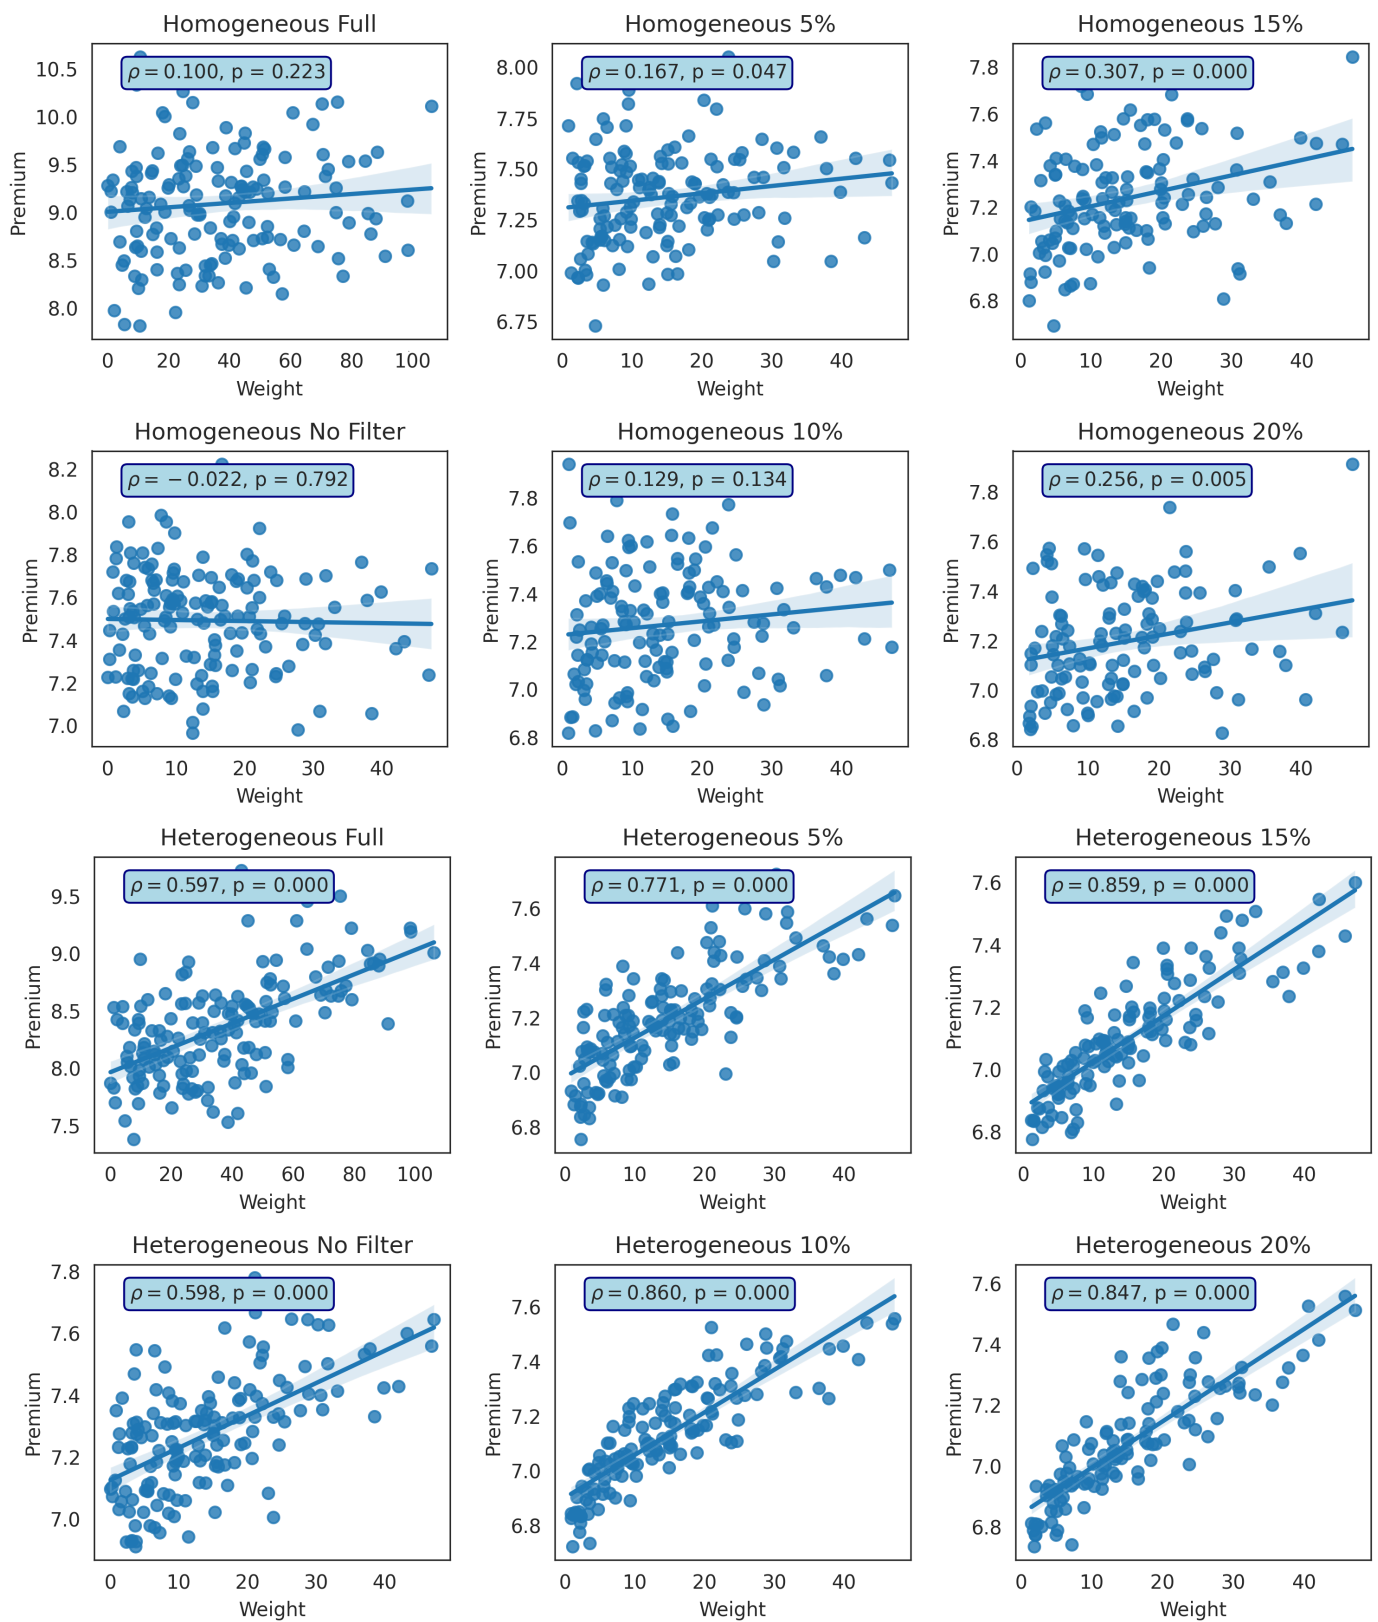 Homogeneous Full
ρ = 0.100, p = 0.223
Premium
10.5
10.0
9.5
9.0
8.5
8.0
0 20 40 60 80 100
Weight
Homogeneous 5%
ρ = 0.167, p = 0.047
Premium
8.00
7.75
7.50
7.25
7.00
6.75
0 10 20 30 40
Weight
Homogeneous 15%
ρ = 0.307, p = 0.000
Premium
7.8
7.6
7.4
7.2
7.0
6.8
0 10 20 30 40
Weight
Homogeneous No Filter
ρ = −0.022, p = 0.792
Premium
8.2
8.0
7.8
7.6
7.4
7.2
7.0
0 10 20 30 40
Weight
Homogeneous 10%
ρ = 0.129, p = 0.134
Premium
7.8
7.6
7.4
7.2
7.0
6.8
0 10 20 30 40
Weight
Homogeneous 20%
ρ = 0.256, p = 0.005
Premium
7.8
7.6
7.4
7.2
7.0
6.8
0 10 20 30 40
Weight
Heterogeneous Full
ρ = 0.597, p = 0.000
Premium
9.5
9.0
8.5
8.0
7.5
0 20 40 60 80 100
Weight
Heterogeneous 5%
ρ = 0.771, p = 0.000
Premium
7.6
7.4
7.2
7.0
6.8
0 10 20 30 40
Weight
Heterogeneous 15%
ρ = 0.859, p = 0.000
Premium
7.6
7.4
7.2
7.0
6.8
0 10 20 30 40
Weight
Heterogeneous No Filter
ρ = 0.598, p = 0.000
Premium
7.8
7.6
7.4
7.2
7.0
0 10 20 30 40
Weight
Heterogeneous 10%
ρ = 0.860, p = 0.000
Premium
7.6
7.4
7.2
7.0
6.8
0 10 20 30 40
Weight
Heterogeneous 20%
ρ = 0.847, p = 0.000
Premium
7.6
7.4
7.2
7.0
6.8
0 10 20 30 40
Weight